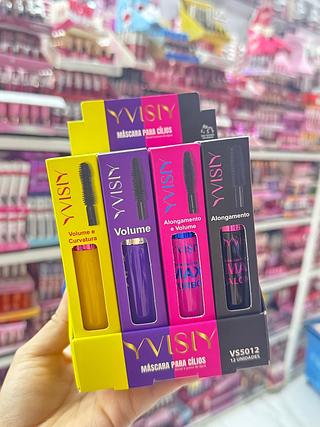 YVISIY
MÁSCARA PARA CÍLIOS
YVISIY
Volume e
Curvatura
YVISIY
Volume
YVISIY
Alongamento
e Volume
MAX
YVISIY
Alongamento
YVISIY
MÁSCARA PARA CÍLIOS
VS5012
12 UNIDADES